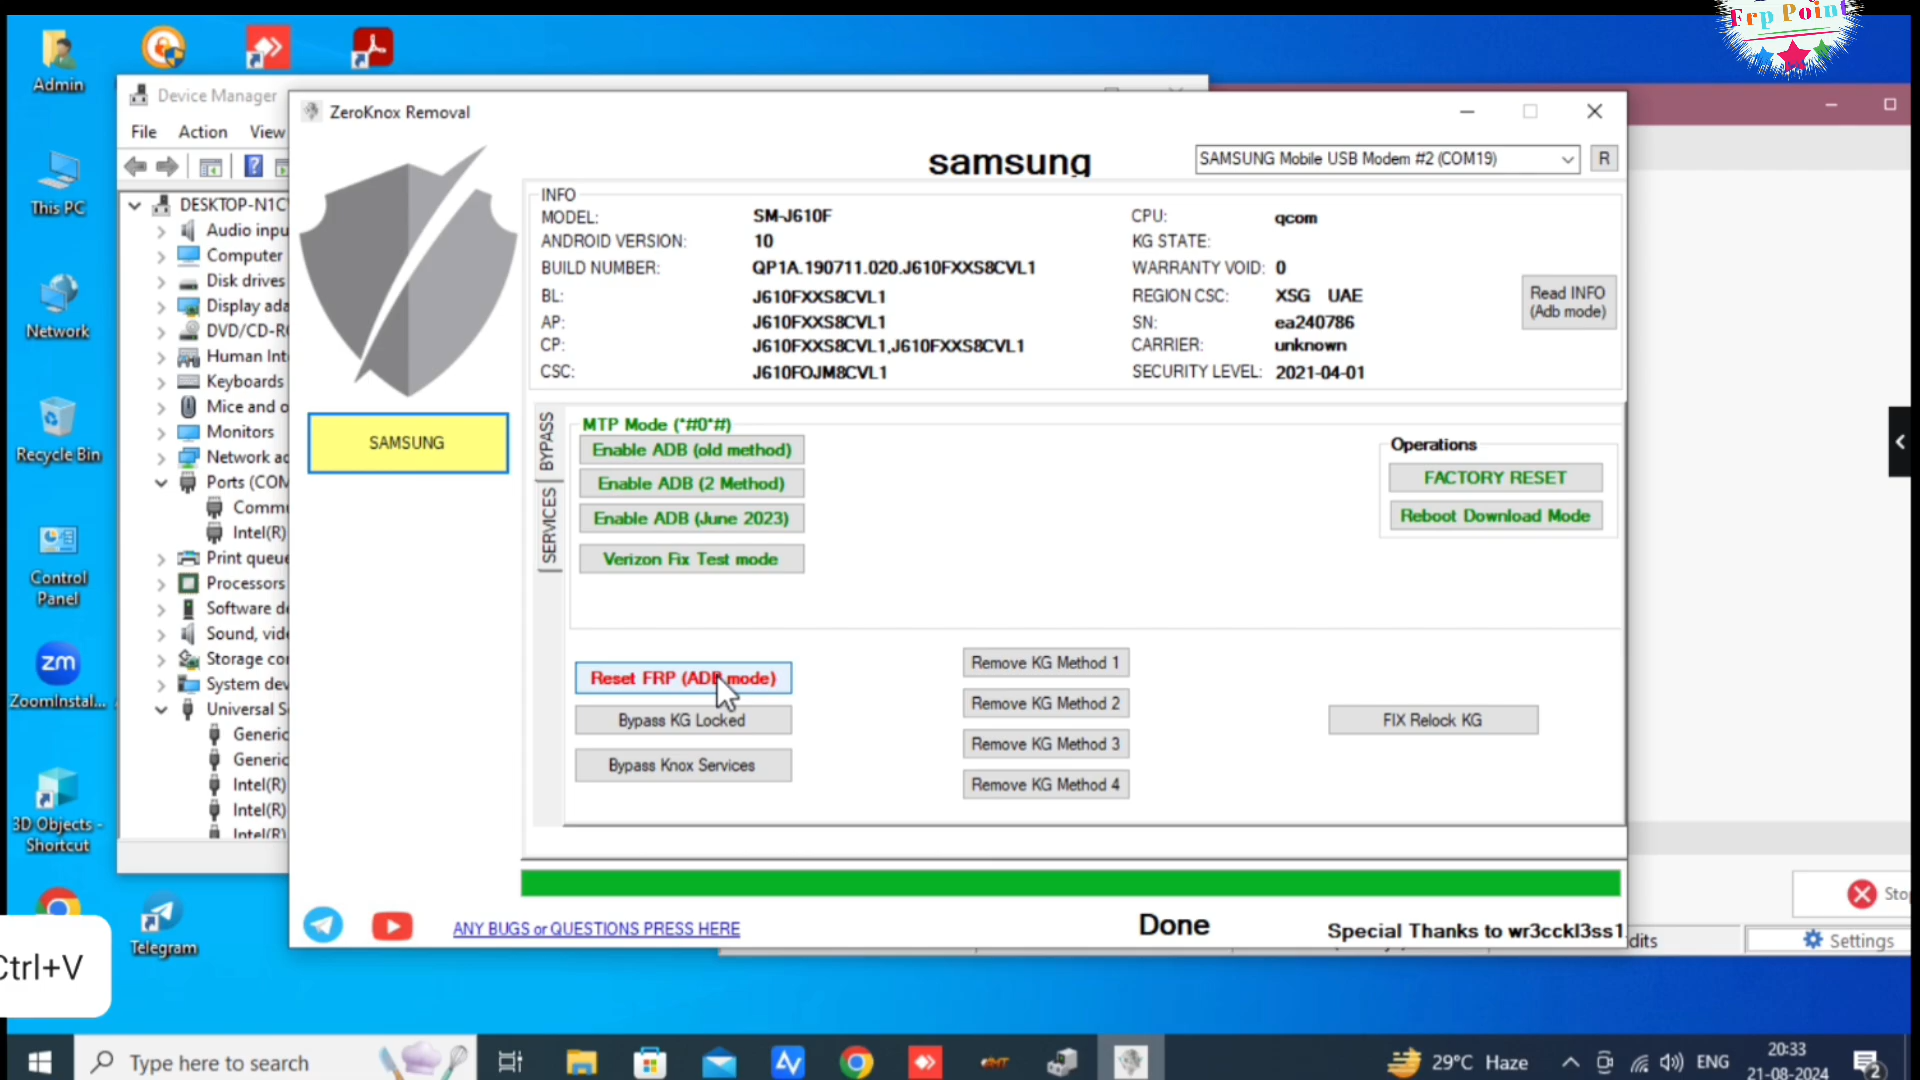 Frp Point
Admin
This PC
Network
Recycle Bin
Control
Panel
ZoomInstal...
3D Objects -
Shortcut
Telegram
Ctrl+V
Device Manager
File Action View
DESKTOP-N1C
Audio inpu
Computer
Disk drives
Display ada
DVD/CD-R
Human Int
Keyboards
Mice and o
Monitors
Network ac
Ports (COM
Commu
Intel(R)
Print queue
Processors
Software de
Sound, vide
Storage con
System dev
Universal S
Generic
Generic
Intel(R)
Intel(R)
Intel(R)
ZeroKnox Removal
samsung
SAMSUNG Mobile USB Modem #2 (COM19)
R
SAMSUNG
INFO
MODEL: SM-J610F
ANDROID VERSION: 10
BUILD NUMBER: QP1A.190711.020.J610FXXS8CVL1
BL: J610FXXS8CVL1
AP: J610FXXS8CVL1
CP: J610FXXS8CVL1,J610FXXS8CVL1
CSC: J610FOJM8CVL1
CPU: qcom
KG STATE:
WARRANTY VOID: 0
REGION CSC: XSG UAE
SN: ea240786
CARRIER: unknown
SECURITY LEVEL: 2021-04-01
Read INFO
(Adb mode)
BYPASS
SERVICES
MTP Mode (*#0*#)
Enable ADB (old method)
Enable ADB (2 Method)
Enable ADB (June 2023)
Verizon Fix Test mode
Operations
FACTORY RESET
Reboot Download Mode
Reset FRP (ADB mode)
Bypass KG Locked
Bypass Knox Services
Remove KG Method 1
Remove KG Method 2
Remove KG Method 3
Remove KG Method 4
FIX Relock KG
ANY BUGS or QUESTIONS PRESS HERE
Done
Special Thanks to wr3cckl3ss1
Sto
dits
Settings
Type here to search
29°C Haze
ENG
20:33
21-08-2024
2